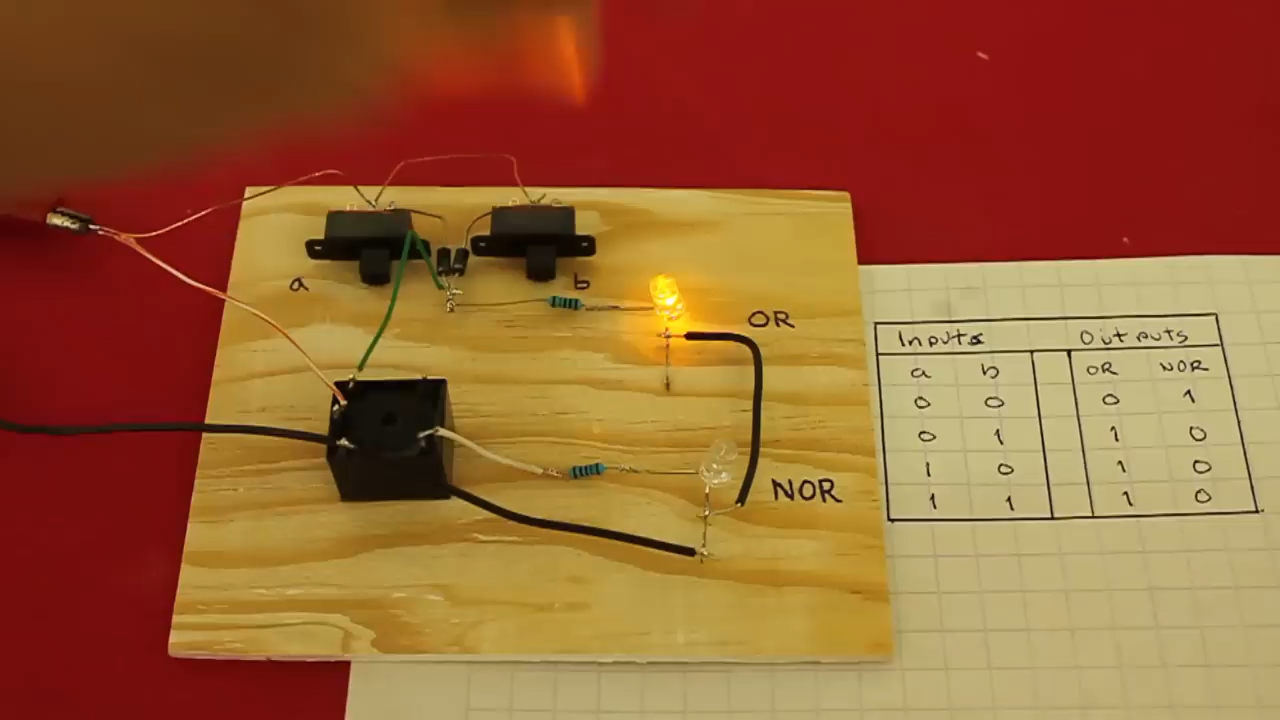 a
b
OR
NOR
Inputs Outputs
a b OR NOR
0 0 0 1
0 1 1 0
1 0 1 0
1 1 1 0